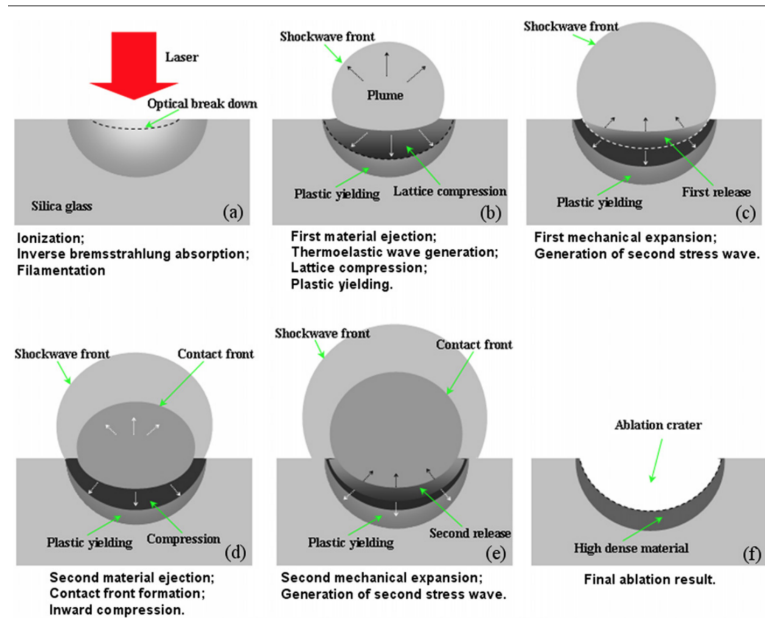 Laser
Optical break down
Silica glass
(a)
Ionization;
Inverse bremsstrahlung absorption;
Filamentation
Shockwave front
Plume
Plastic yielding
Lattice compression
(b)
First material ejection;
Thermoelastic wave generation;
Lattice compression;
Plastic yielding.
Shockwave front
Plastic yielding
First release
(c)
First mechanical expansion;
Generation of second stress wave.
Shockwave front
Contact front
Plastic yielding
Compression
(d)
Second material ejection;
Contact front formation;
Inward compression.
Shockwave front
Contact front
Plastic yielding
Second release
(e)
Second mechanical expansion;
Generation of second stress wave.
Ablation crater
High dense material
(f)
Final ablation result.